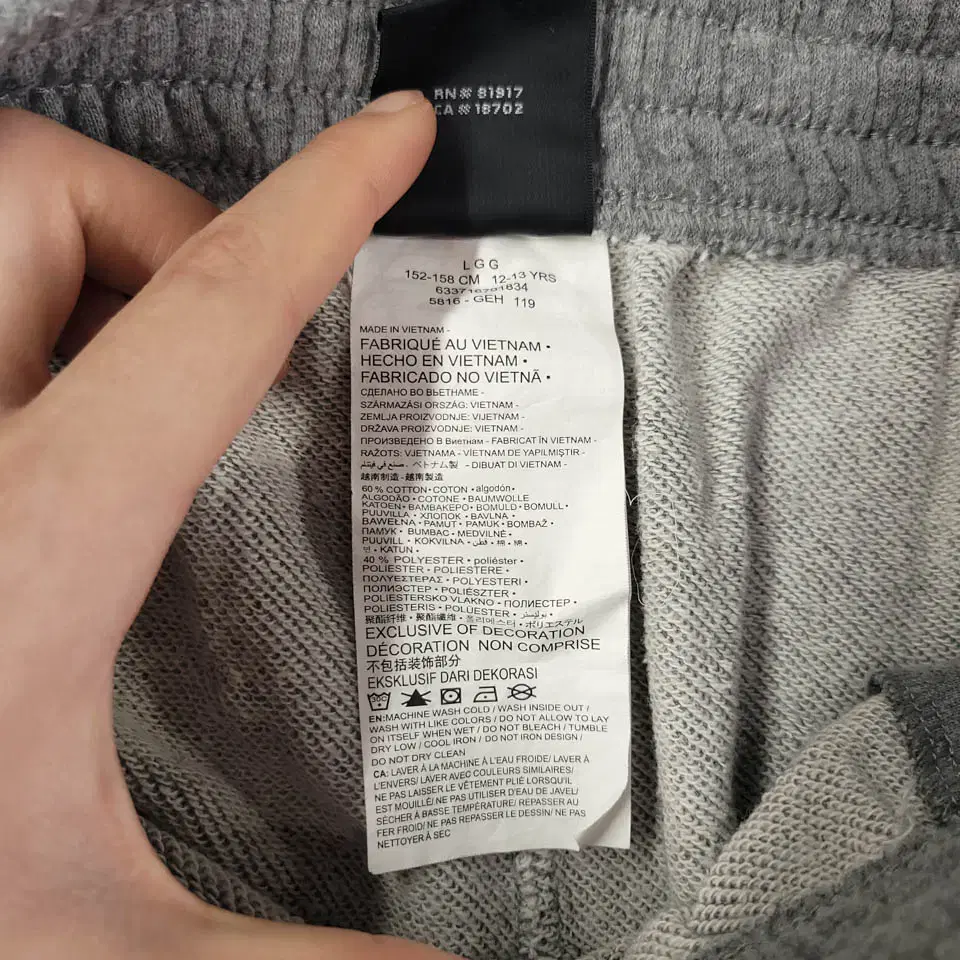 RN# 81917
CA # 18702
LGG
152-158 CM 12-13 YRS
5816 - GEH 119
MADE IN VIETNAM -
FABRIQUÉ AU VIETNAM •
HECHO EN VIETNAM •
FABRICADO NO VIETNÃ •
СДЕЛАНО ВО ВЬЕТНАМЕ -
SZÁRMAZÁSI ORSZÁG: VIETNAM -
ZEMLJA PROIZVODNJE: VIJETNAM -
DRŽAVA PROIZVODNJE: VIETNAM -
ПРОИЗВЕДЕНО В Виетнам - FABRICAT ÎN VIETNAM -
RAŽOTS: VJETNAMA - VİETNAM DE YAPILMIŞTIR -
صنع في فيتنام - ベトナム製 - DIBUAT DI VIETNAM -
越南制造 - 越南製造
60 % COTTON • COTON • algodón •
ALGODÃO • COTONE • BAUMWOLLE
KATOEN • ΒΑΜΒΑΚΕΡΟ • BOMULD • BOMULL •
PUUVILLA • ХЛОПОК • BAVLNA •
BAWEŁNA • PAMUT • PAMUK • BOMBAŽ •
ПАМУК • BUMBAC • MEDVILNĖ •
PUUVILL • KOKVILNA • قطن • 棉 • 棉 •
면 • KATUN •
40 % POLYESTER • poliéster •
POLIESTER • POLIESTERE •
ΠΟΛΥΕΣΤΕΡΑΣ • POLYESTERI •
ПОЛИЭСТЕР • POLIÉSZTER •
POLIESTERSKO VLAKNO • ПОЛИЕСТЕР •
POLIESTERIS • POLÜESTER • بوليستر •
聚酯纤维 • 聚酯纖維 • 폴리에스터 • ポリエステル
EXCLUSIVE OF DECORATION
DÉCORATION NON COMPRISE
不包括装饰部分
EKSKLUSIF DARI DEKORASI
EN:MACHINE WASH COLD / WASH INSIDE OUT /
WASH WITH LIKE COLORS / DO NOT ALLOW TO LAY
ON ITSELF WHEN WET / DO NOT BLEACH / TUMBLE
DRY LOW / COOL IRON / DO NOT IRON DESIGN /
DO NOT DRY CLEAN
CA: LAVER À LA MACHINE À L'EAU FROIDE/ LAVER À
L'ENVERS/ LAVER AVEC COULEURS SIMILAIRES/
NE PAS LAISSER LE VÊTEMENT PLIÉ LORSQU'IL
EST MOUILLÉ/ NE PAS UTILISER D'EAU DE JAVEL/
SÉCHER À BASSE TEMPÉRATURE/ REPASSER AU
FER FROID/ NE PAS REPASSER LE DESSIN/ NE PAS
NETTOYER À SEC